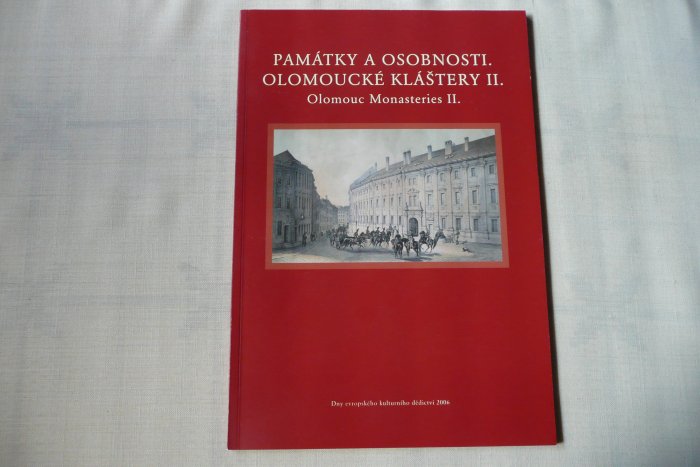 PAMÁTKY A OSOBNOSTI.
OLOMOUCKÉ KLÁŠTERY II.
Olomouc Monasteries II.
Dny evropského kulturního dědictví 2006